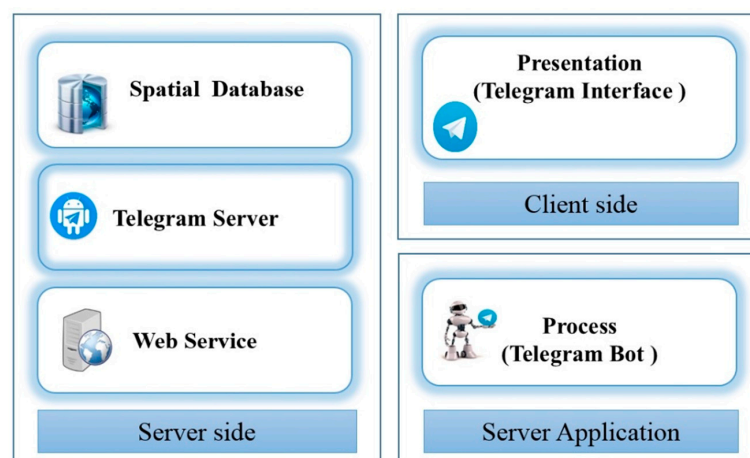 Spatial Database
Telegram Server
Web Service
Server side
Presentation
(Telegram Interface )
Client side
Process
(Telegram Bot )
Server Application